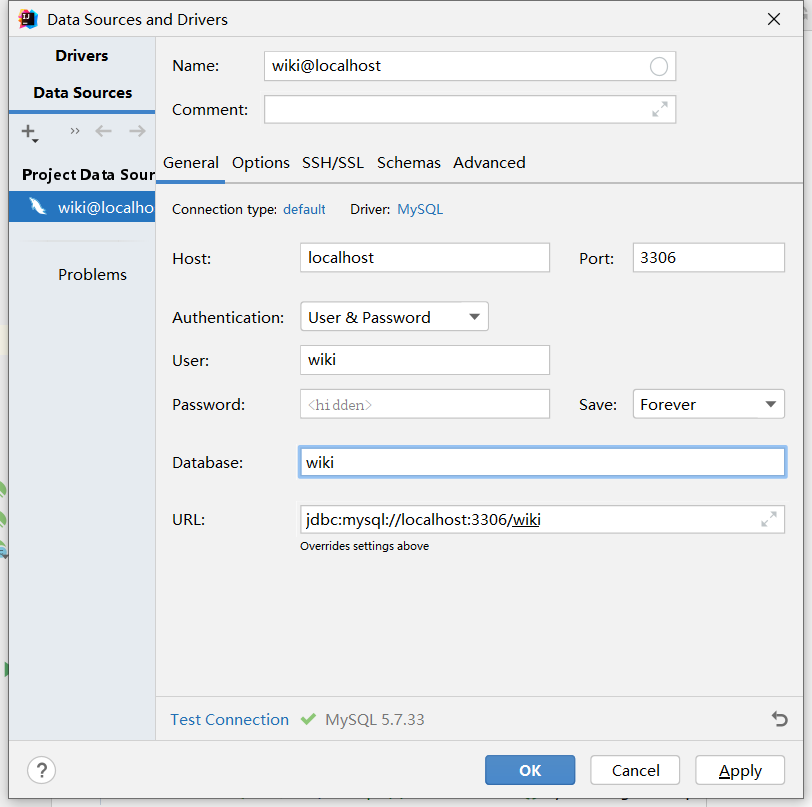 Data Sources and Drivers
Drivers
Data Sources
Project Data Sour
wiki@localho
Problems
Name: wiki@localhost
Comment:
General Options SSH/SSL Schemas Advanced
Connection type: default Driver: MySQL
Host: localhost Port: 3306
Authentication: User & Password
User: wiki
Password: <hidden> Save: Forever
Database: wiki
URL: jdbc:mysql://localhost:3306/wiki
Overrides settings above
Test Connection MySQL 5.7.33
? OK Cancel Apply